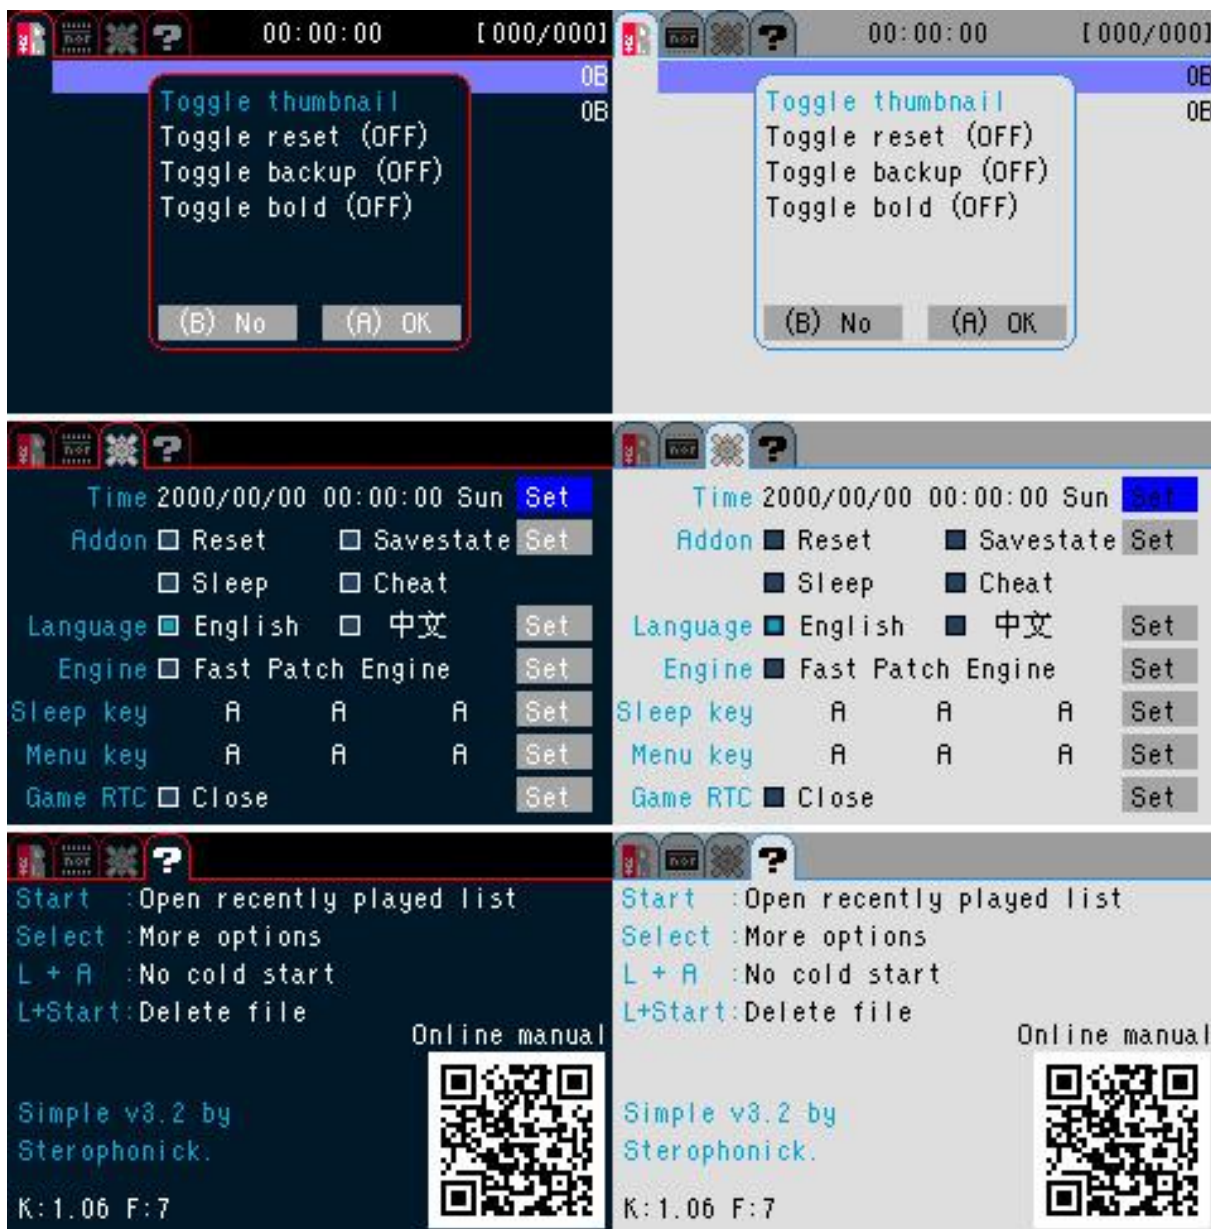 nor 00:00:00 [000/000]
0B
0B
Toggle thumbnail
Toggle reset (OFF)
Toggle backup (OFF)
Toggle bold (OFF)
(B) No (A) OK
nor 00:00:00 [000/000]
0B
0B
Toggle thumbnail
Toggle reset (OFF)
Toggle backup (OFF)
Toggle bold (OFF)
(B) No (A) OK
nor ?
Time 2000/00/00 00:00:00 Sun Set
Addon Reset Savestate Set
Sleep Cheat
Language English 中文 Set
Engine Fast Patch Engine Set
Sleep key A A A Set
Menu key A A A Set
Game RTC Close Set
nor ?
Time 2000/00/00 00:00:00 Sun Set
Addon Reset Savestate Set
Sleep Cheat
Language English 中文 Set
Engine Fast Patch Engine Set
Sleep key A A A Set
Menu key A A A Set
Game RTC Close Set
nor ?
Start :Open recently played list
Select :More options
L + A :No cold start
L+Start:Delete file
Online manual
Simple v3.2 by
Sterophonick.
K:1.06 F:7
nor ?
Start :Open recently played list
Select :More options
L + A :No cold start
L+Start:Delete file
Online manual
Simple v3.2 by
Sterophonick.
K:1.06 F:7